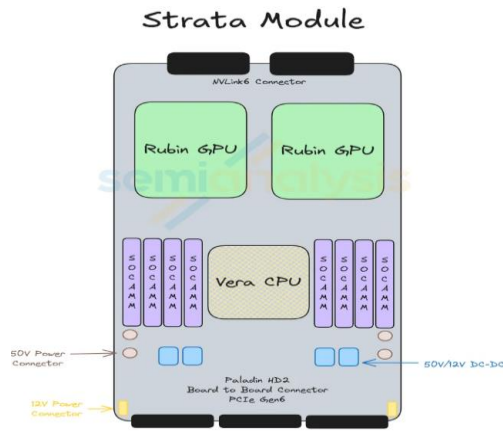 Strata Module
NVLink6 Connector
Rubin GPU
Rubin GPU
semianalysis
SOCAMM
SOCAMM
SOCAMM
SOCAMM
Vera CPU
SOCAMM
SOCAMM
SOCAMM
SOCAMM
50V Power
Connector
50V/12V DC-DC
Paladin HD2
Board to Board Connector
PCIe Gen6
12V Power
Connector